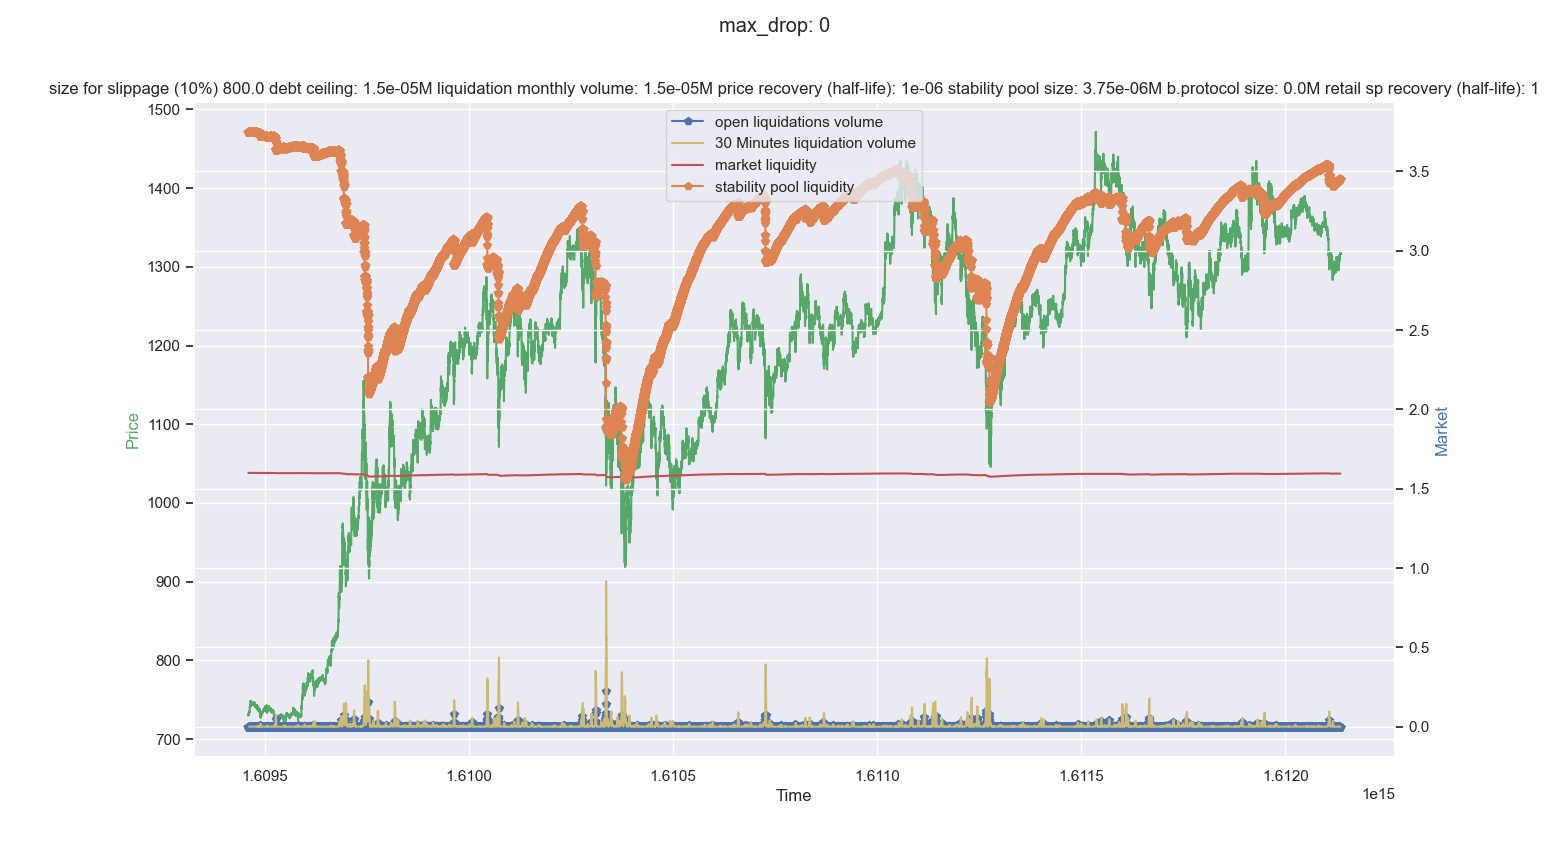 max_drop: 0
size for slippage (10%) 800.0 debt ceiling: 1.5e-05M liquidation monthly volume: 1.5e-05M price recovery (half-life): 1e-06 stability pool size: 3.75e-06M b.protocol size: 0.0M retail sp recovery (half-life): 1
open liquidations volume
30 Minutes liquidation volume
market liquidity
stability pool liquidity
1500
1400
1300
1200
1100
1000
900
800
700
Price
3.5
3.0
2.5
2.0
1.5
1.0
0.5
0.0
Market
1.6095 1.6100 1.6105 1.6110 1.6115 1.6120
Time
1e15